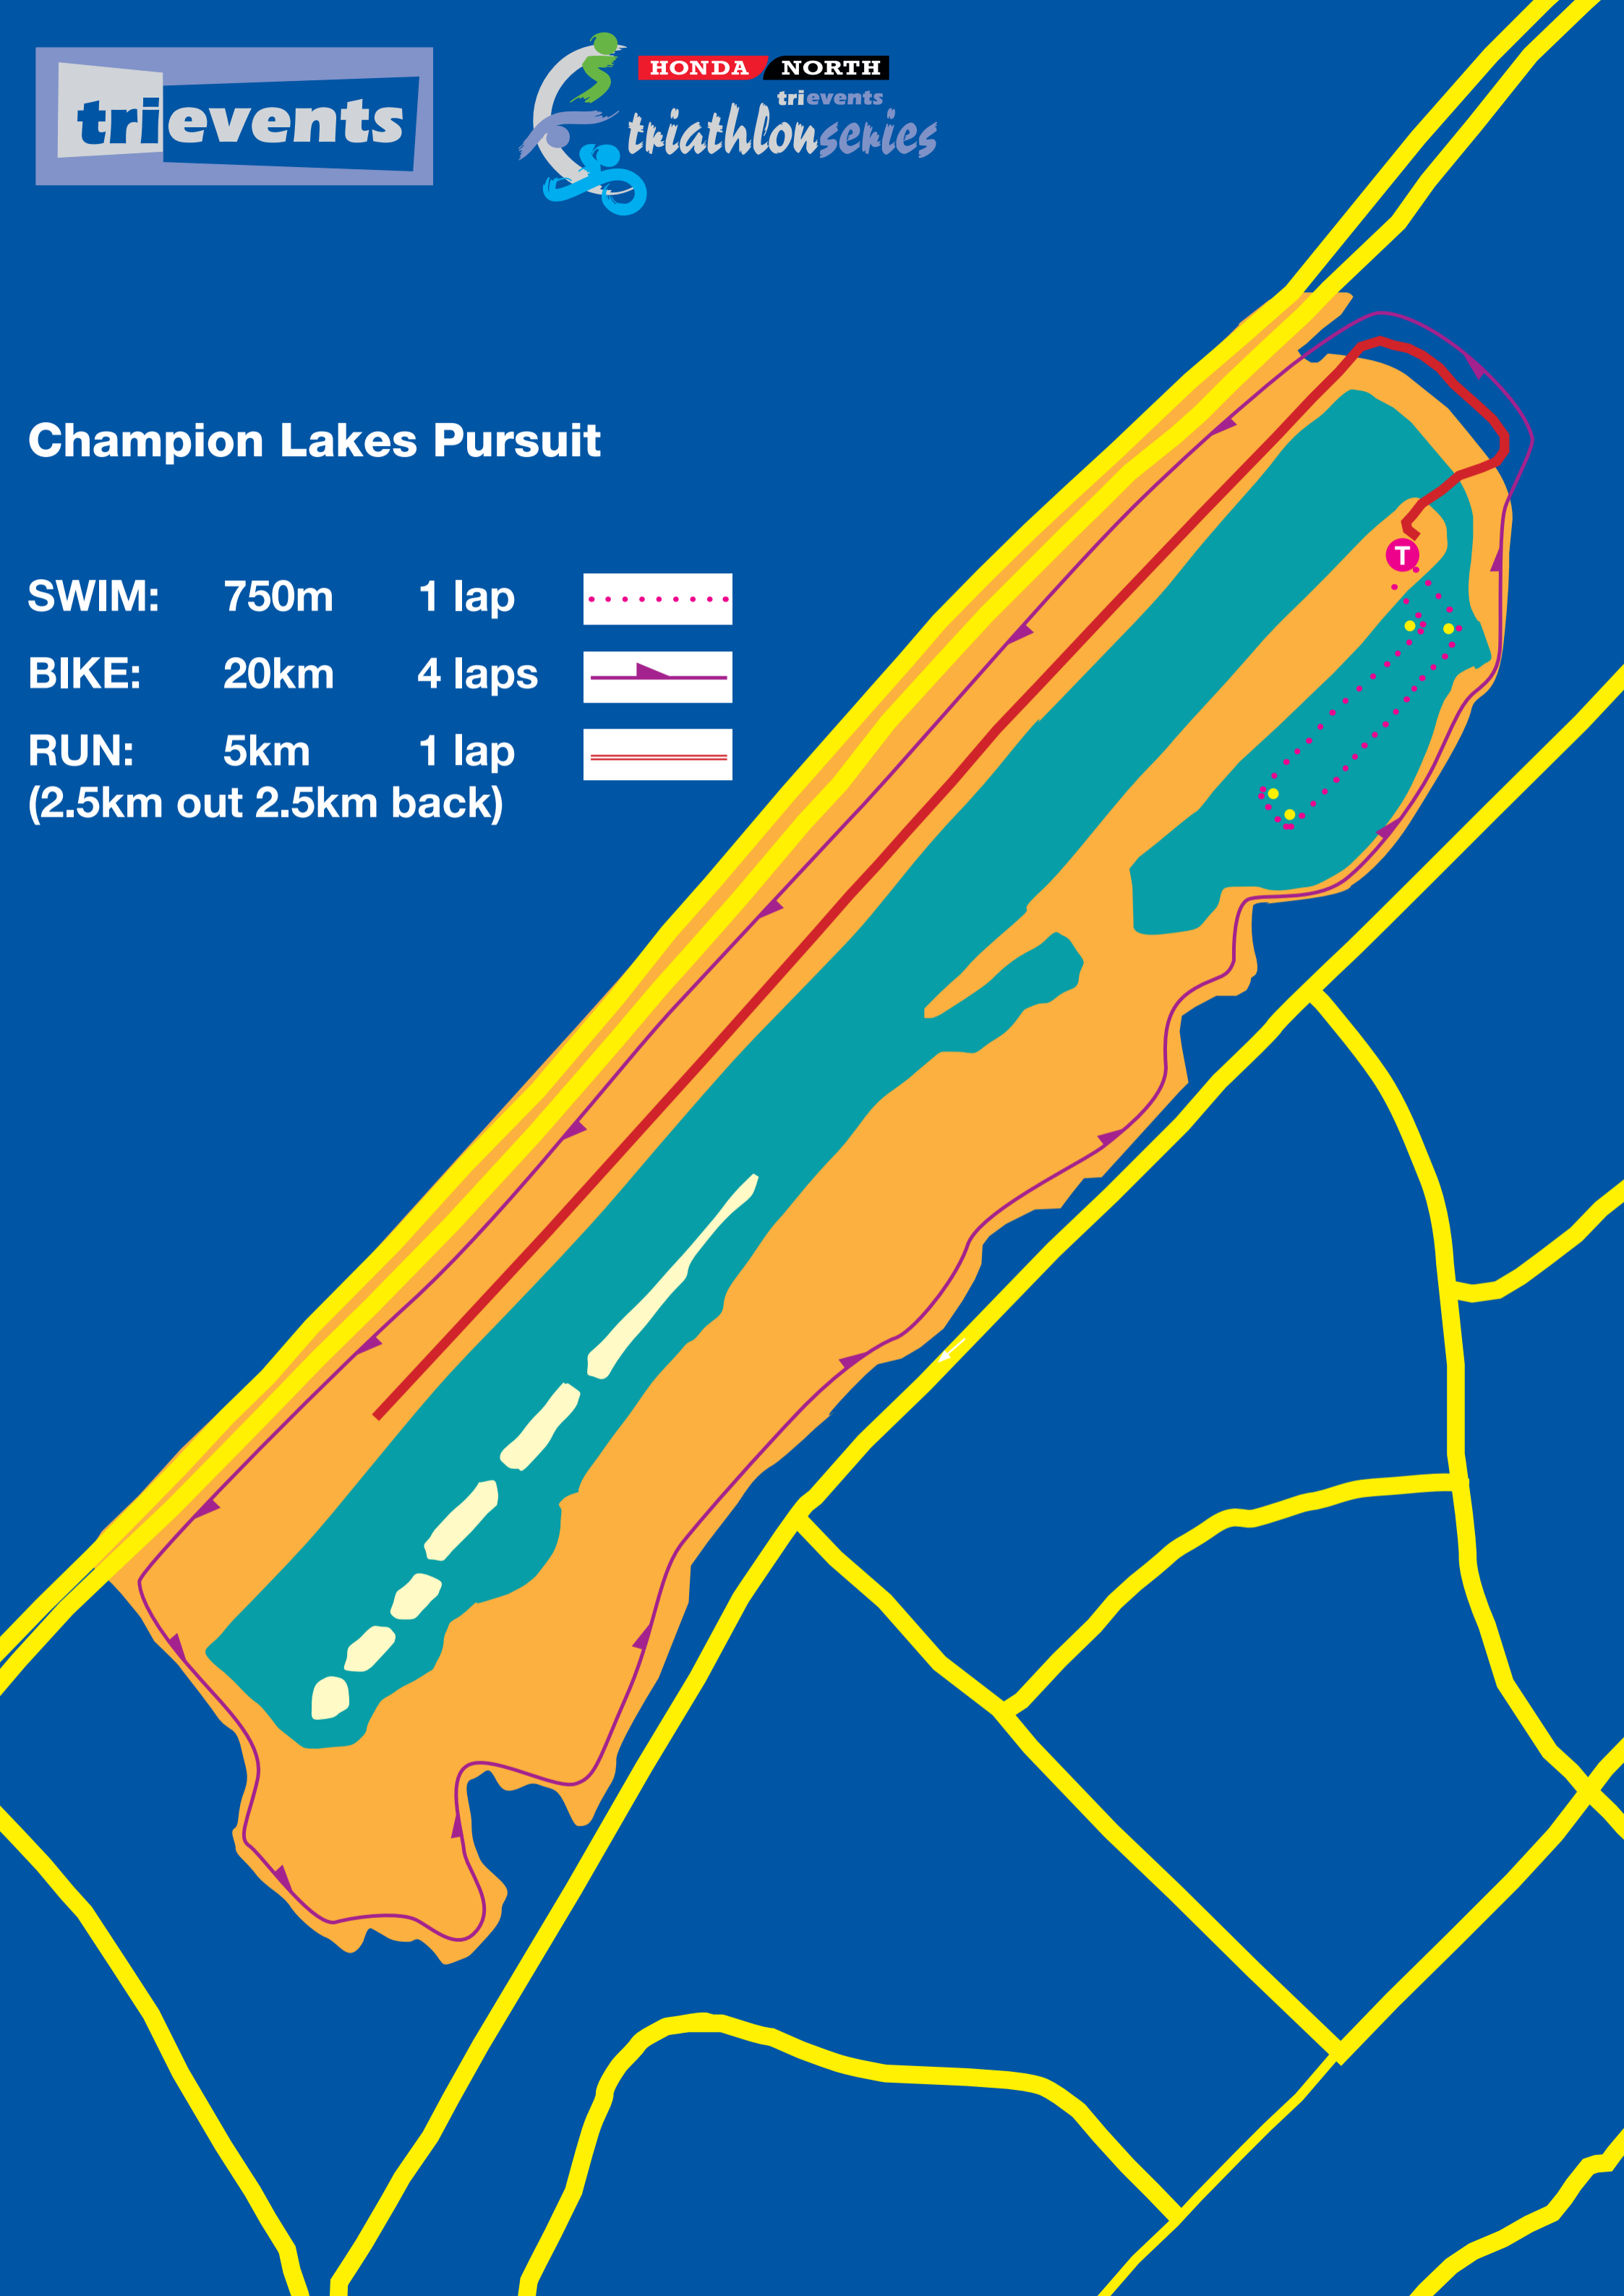 trievents
HONDA NORTH
trievents
triathlonseries
Champion Lakes Pursuit
SWIM: 750m 1 lap
BIKE: 20km 4 laps
RUN: 5km 1 lap
(2.5km out 2.5km back)
T